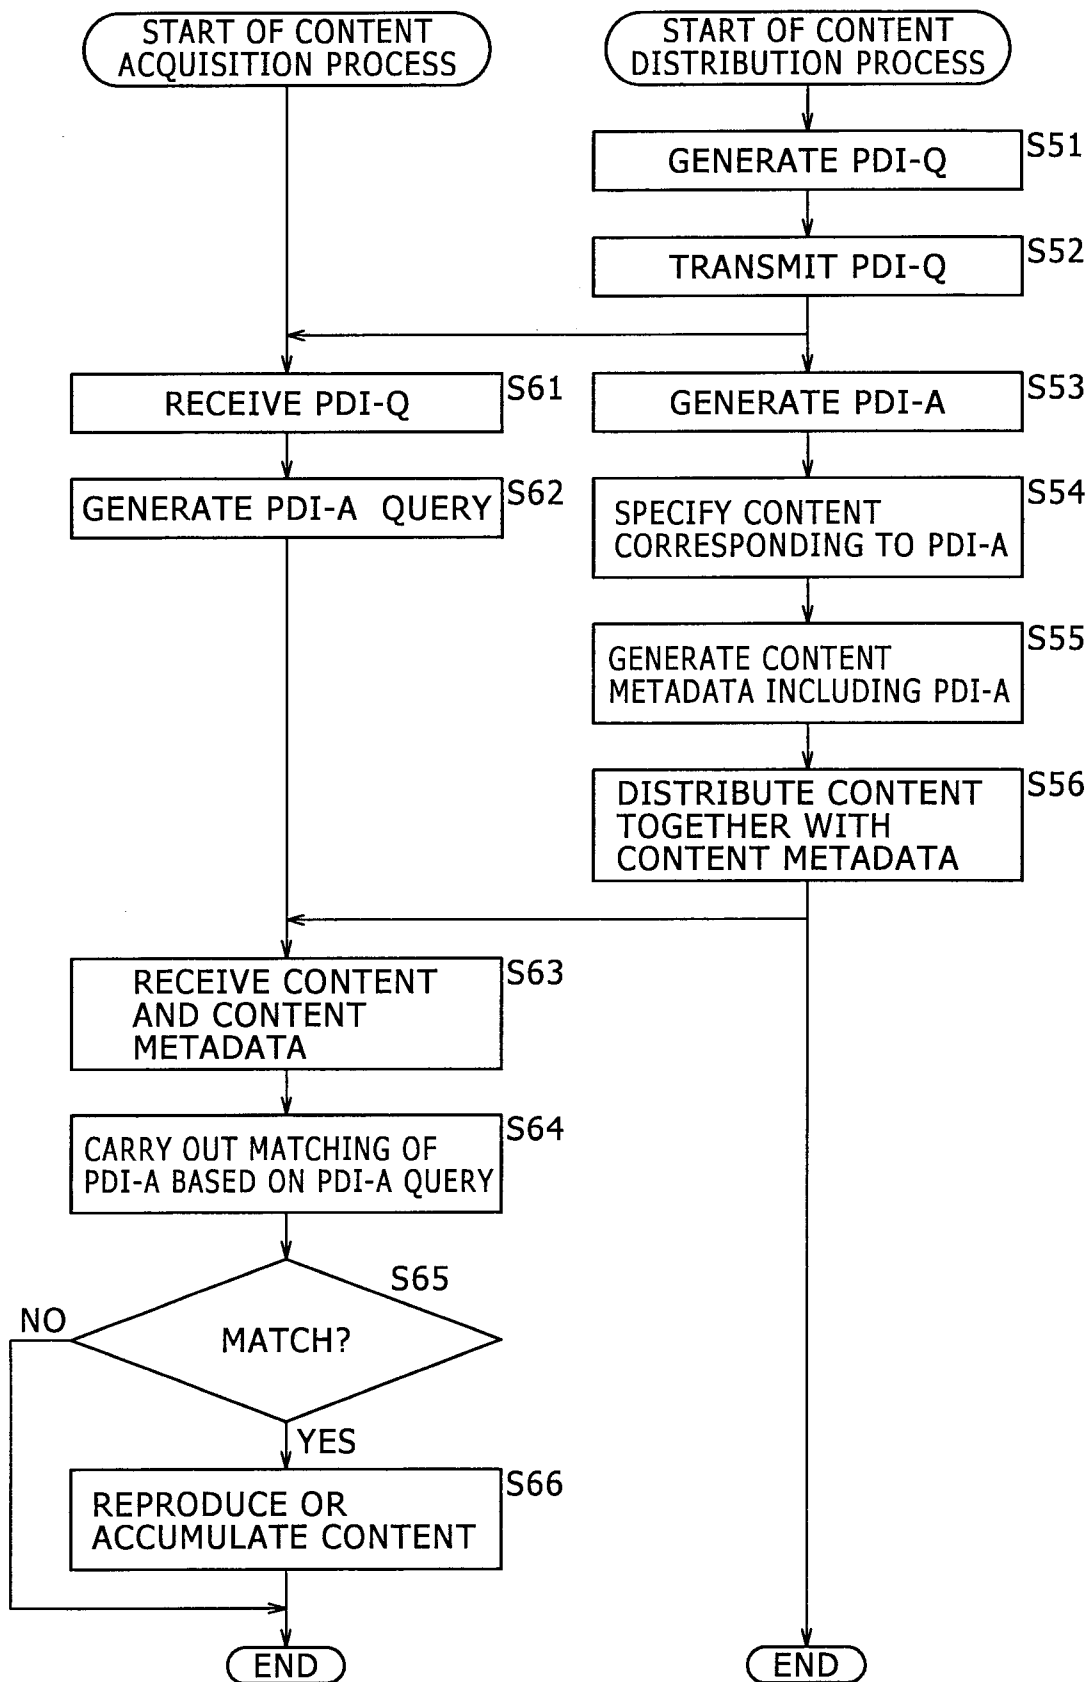 START OF CONTENT
ACQUISITION PROCESS
START OF CONTENT
DISTRIBUTION PROCESS
S51
GENERATE PDI-Q
S52
TRANSMIT PDI-Q
S61
RECEIVE PDI-Q
S53
GENERATE PDI-A
S62
GENERATE PDI-A QUERY
S54
SPECIFY CONTENT
CORRESPONDING TO PDI-A
S55
GENERATE CONTENT
METADATA INCLUDING PDI-A
S56
DISTRIBUTE CONTENT
TOGETHER WITH
CONTENT METADATA
S63
RECEIVE CONTENT
AND CONTENT
METADATA
S64
CARRY OUT MATCHING OF
PDI-A BASED ON PDI-A QUERY
S65
NO
MATCH?
YES
S66
REPRODUCE OR
ACCUMULATE CONTENT
END
END